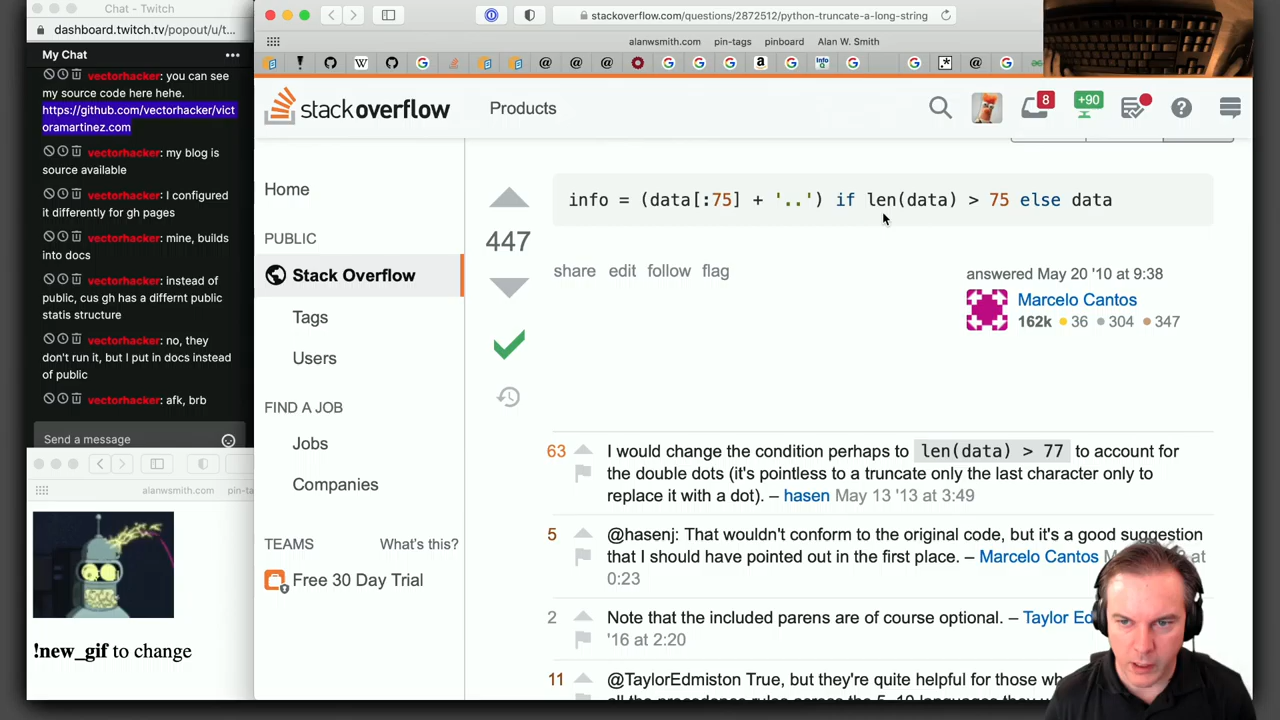 Chat - Twitch
dashboard.twitch.tv/popout/u/t...
My Chat
vectorhacker: you can see
my source code here hehe.
https://github.com/vectorhacker/vict
oramartinez.com
vectorhacker: my blog is
source available
vectorhacker: I configured
it differently for gh pages
vectorhacker: mine, builds
into docs
vectorhacker: instead of
public, cus gh has a differnt public
statis structure
vectorhacker: no, they
don't run it, but I put in docs instead
of public
vectorhacker: afk, brb
Send a message
alanwsmith.com pin-ta
!new_gif to change
stackoverflow.com/questions/2872512/python-truncate-a-long-string
alanwsmith.com pin-tags pinboard Alan W. Smith
stackoverflow Products
8
+90
Home
PUBLIC
Stack Overflow
Tags
Users
FIND A JOB
Jobs
Companies
TEAMS What's this?
Free 30 Day Trial
info = (data[:75] + '..') if len(data) > 75 else data
447
share edit follow flag
answered May 20 '10 at 9:38
Marcelo Cantos
162k 36 304 347
63 I would change the condition perhaps to len(data) > 77 to account for
the double dots (it's pointless to a truncate only the last character only to
replace it with a dot). – hasen May 13 '13 at 3:49
5 @hasenj: That wouldn't conform to the original code, but it's a good suggestion
that I should have pointed out in the first place. – Marcelo Cantos at
0:23
2 Note that the included parens are of course optional. – Taylor Ed
'16 at 2:20
11 @TaylorEdmiston True, but they're quite helpful for those wh